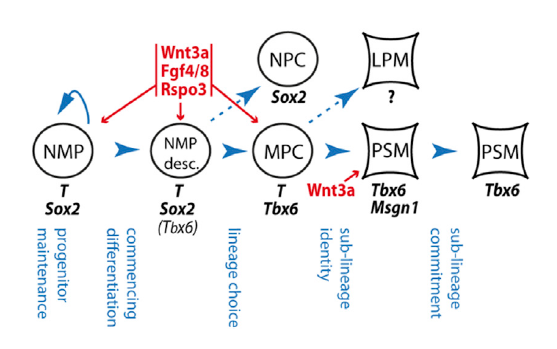 Wnt3a
Fgf4/8
Rspo3
NPC
Sox2
LPM
?
NMP
T
Sox2
NMP
desc.
T
Sox2
(Tbx6)
MPC
T
Tbx6
Wnt3a
PSM
Tbx6
Msgn1
PSM
Tbx6
progenitor
maintenance
commencing
differentiation
lineage choice
sub-lineage
identity
sub-lineage
commitment